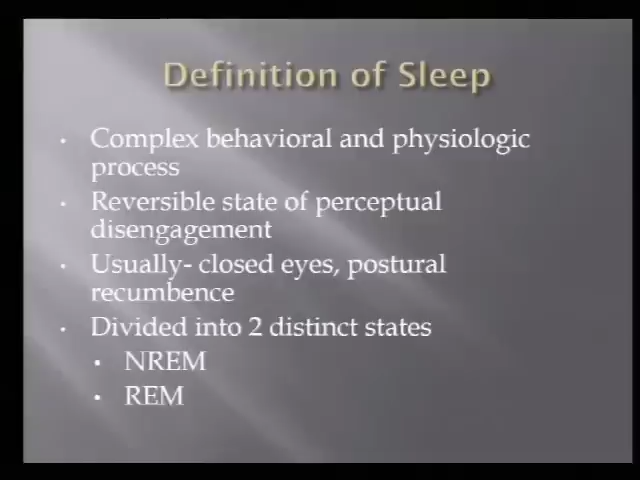 Definition of Sleep
• Complex behavioral and physiologic
process
• Reversible state of perceptual
disengagement
• Usually- closed eyes, postural
recumbence
• Divided into 2 distinct states
• NREM
• REM